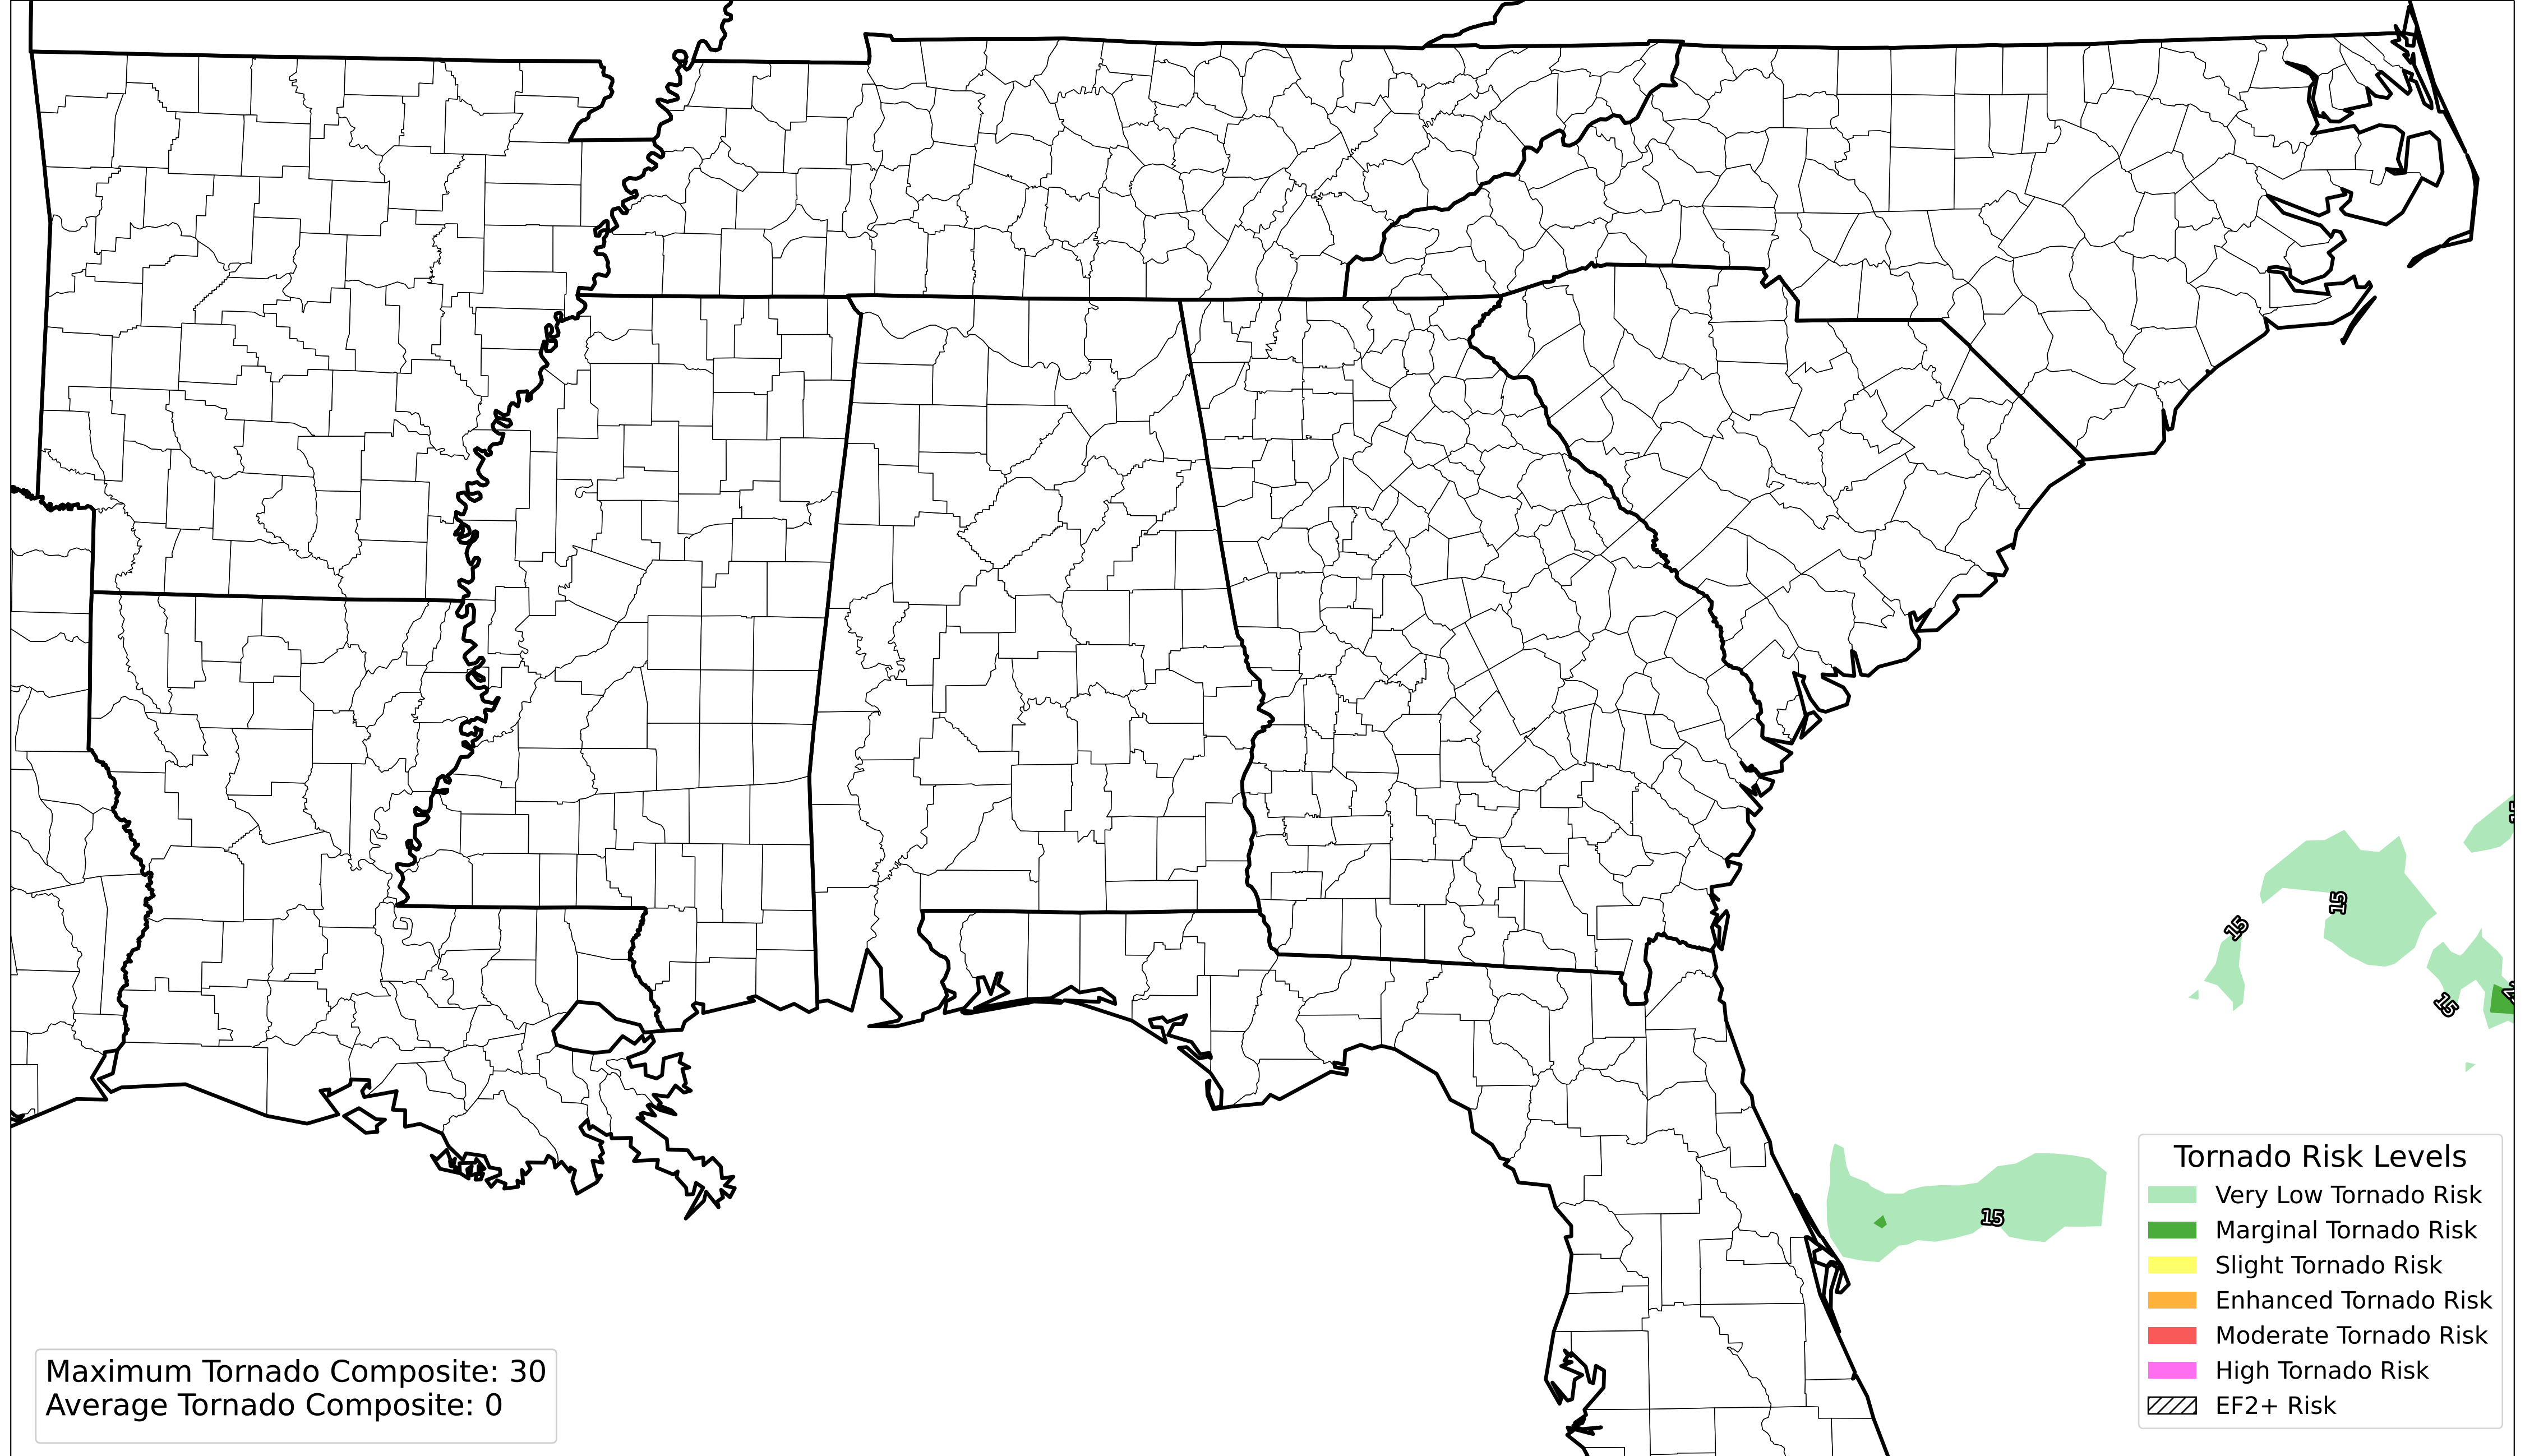 15
15
15
15
Tornado Risk Levels
Very Low Tornado Risk
Marginal Tornado Risk
Slight Tornado Risk
Enhanced Tornado Risk
Moderate Tornado Risk
High Tornado Risk
EF2+ Risk
Maximum Tornado Composite: 30
Average Tornado Composite: 0